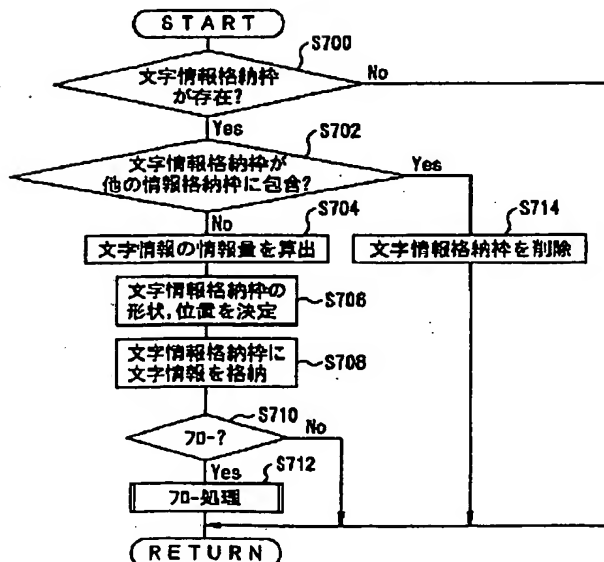 START
S700
文字情報格納枠
が存在?
No
Yes
S702
文字情報格納枠が
他の情報格納枠に包含?
Yes
No
S704
S714
文字情報の情報量を算出
文字情報格納枠を削除
文字情報格納枠の
形状,位置を決定
S706
文字情報格納枠に
文字情報を格納
S708
S710
フロー?
No
Yes
S712
フロー処理
RETURN